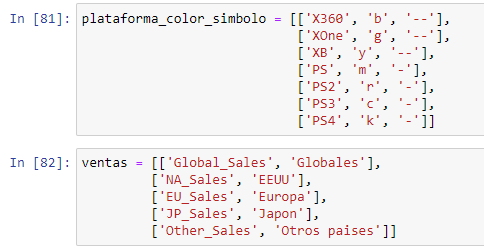 In [81]: plataforma_color_simbolo = [['X360', 'b', '--'],
['XOne', 'g', '--'],
['XB', 'y', '--'],
['PS', 'm', '-'],
['PS2', 'r', '-'],
['PS3', 'c', '-'],
['PS4', 'k', '-']]
In [82]: ventas = [['Global_Sales', 'Globales'],
['NA_Sales', 'EEUU'],
['EU_Sales', 'Europa'],
['JP_Sales', 'Japon'],
['Other_Sales', 'Otros paises']]